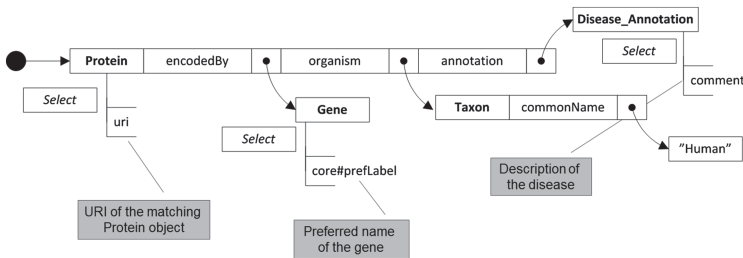 Disease_Annotation
Protein encodedBy organism annotation
Select
comment
Select
uri
Gene
Select
core#prefLabel
Taxon commonName
"Human"
Description of
the disease
URI of the matching
Protein object
Preferred name
of the gene